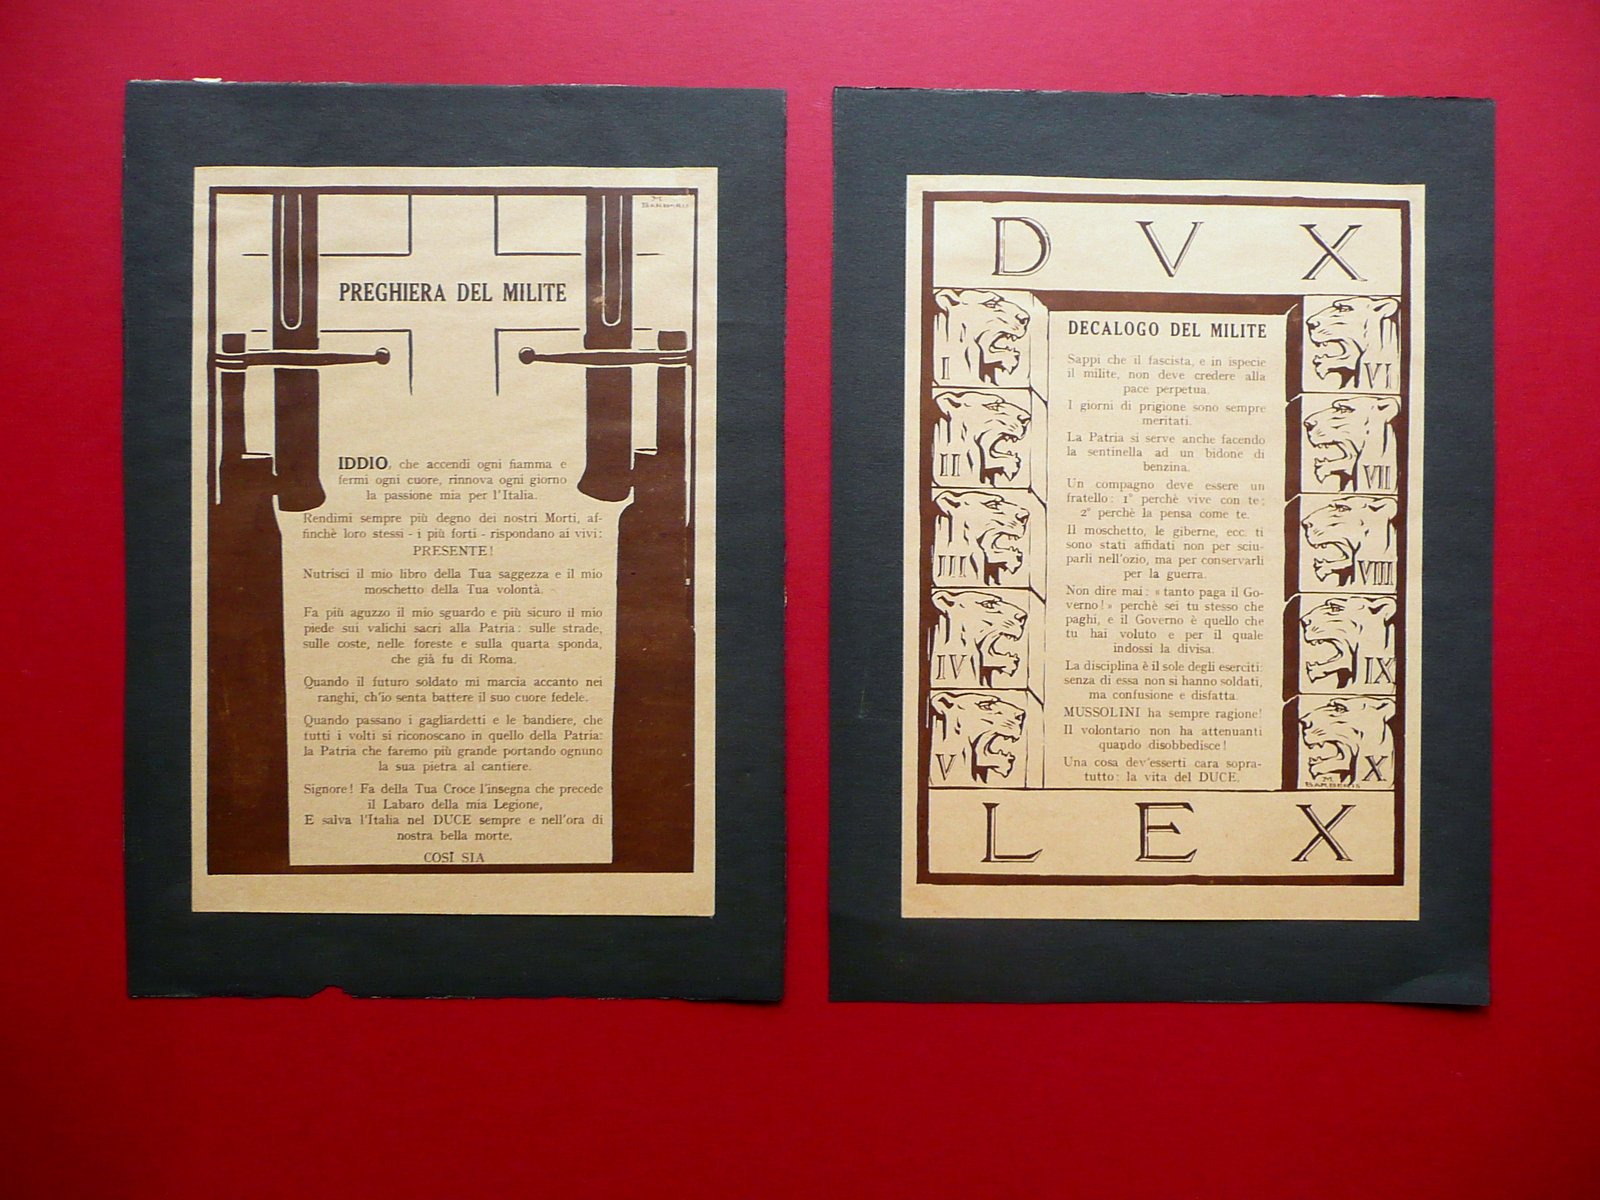 M.
BARBERIS
PREGHIERA DEL MILITE
IDDIO, che accendi ogni fiamma e
fermi ogni cuore, rinnova ogni giorno
la passione mia per l'Italia.
Rendimi sempre più degno dei nostri Morti, af-
finchè loro stessi - i più forti - rispondano ai vivi:
PRESENTE!
Nutrisci il mio libro della Tua saggezza e il mio
moschetto della Tua volontà.
Fa più aguzzo il mio sguardo e più sicuro il mio
piede sui valichi sacri alla Patria: sulle strade,
sulle coste, nelle foreste e sulla quarta sponda,
che già fu di Roma.
Quando il futuro soldato mi marcia accanto nei
ranghi, ch'io senta battere il suo cuore fedele.
Quando passano i gagliardetti e le bandiere, che
tutti i volti si riconoscano in quello della Patria:
la Patria che faremo più grande portando ognuno
la sua pietra al cantiere.
Signore! Fa della Tua Croce l'insegna che precede
il Labaro della mia Legione,
E salva l'Italia nel DUCE sempre e nell'ora di
nostra bella morte.
COSÌ SIA
D V X
DECALOGO DEL MILITE
I
II
III
IV
V
Sappi che il fascista, e in ispecie
il milite, non deve credere alla
pace perpetua.
I giorni di prigione sono sempre
meritati.
La Patria si serve anche facendo
la sentinella ad un bidone di
benzina.
Un compagno deve essere un
fratello: 1° perchè vive con te;
2° perchè la pensa come te.
Il moschetto, le giberne, ecc. ti
sono stati affidati non per sciu-
parli nell'ozio, ma per conservarli
per la guerra.
Non dire mai: « tanto paga il Go-
verno! » perchè sei tu stesso che
paghi, e il Governo è quello che
tu hai voluto e per il quale
indossi la divisa.
La disciplina è il sole degli eserciti:
senza di essa non si hanno soldati,
ma confusione e disfatta.
MUSSOLINI ha sempre ragione!
Il volontario non ha attenuanti
quando disobbedisce!
Una cosa dev'esserti cara sopra-
tutto: la vita del DUCE.
VI
VII
VIII
IX
X
M.
BARBERIS
L E X